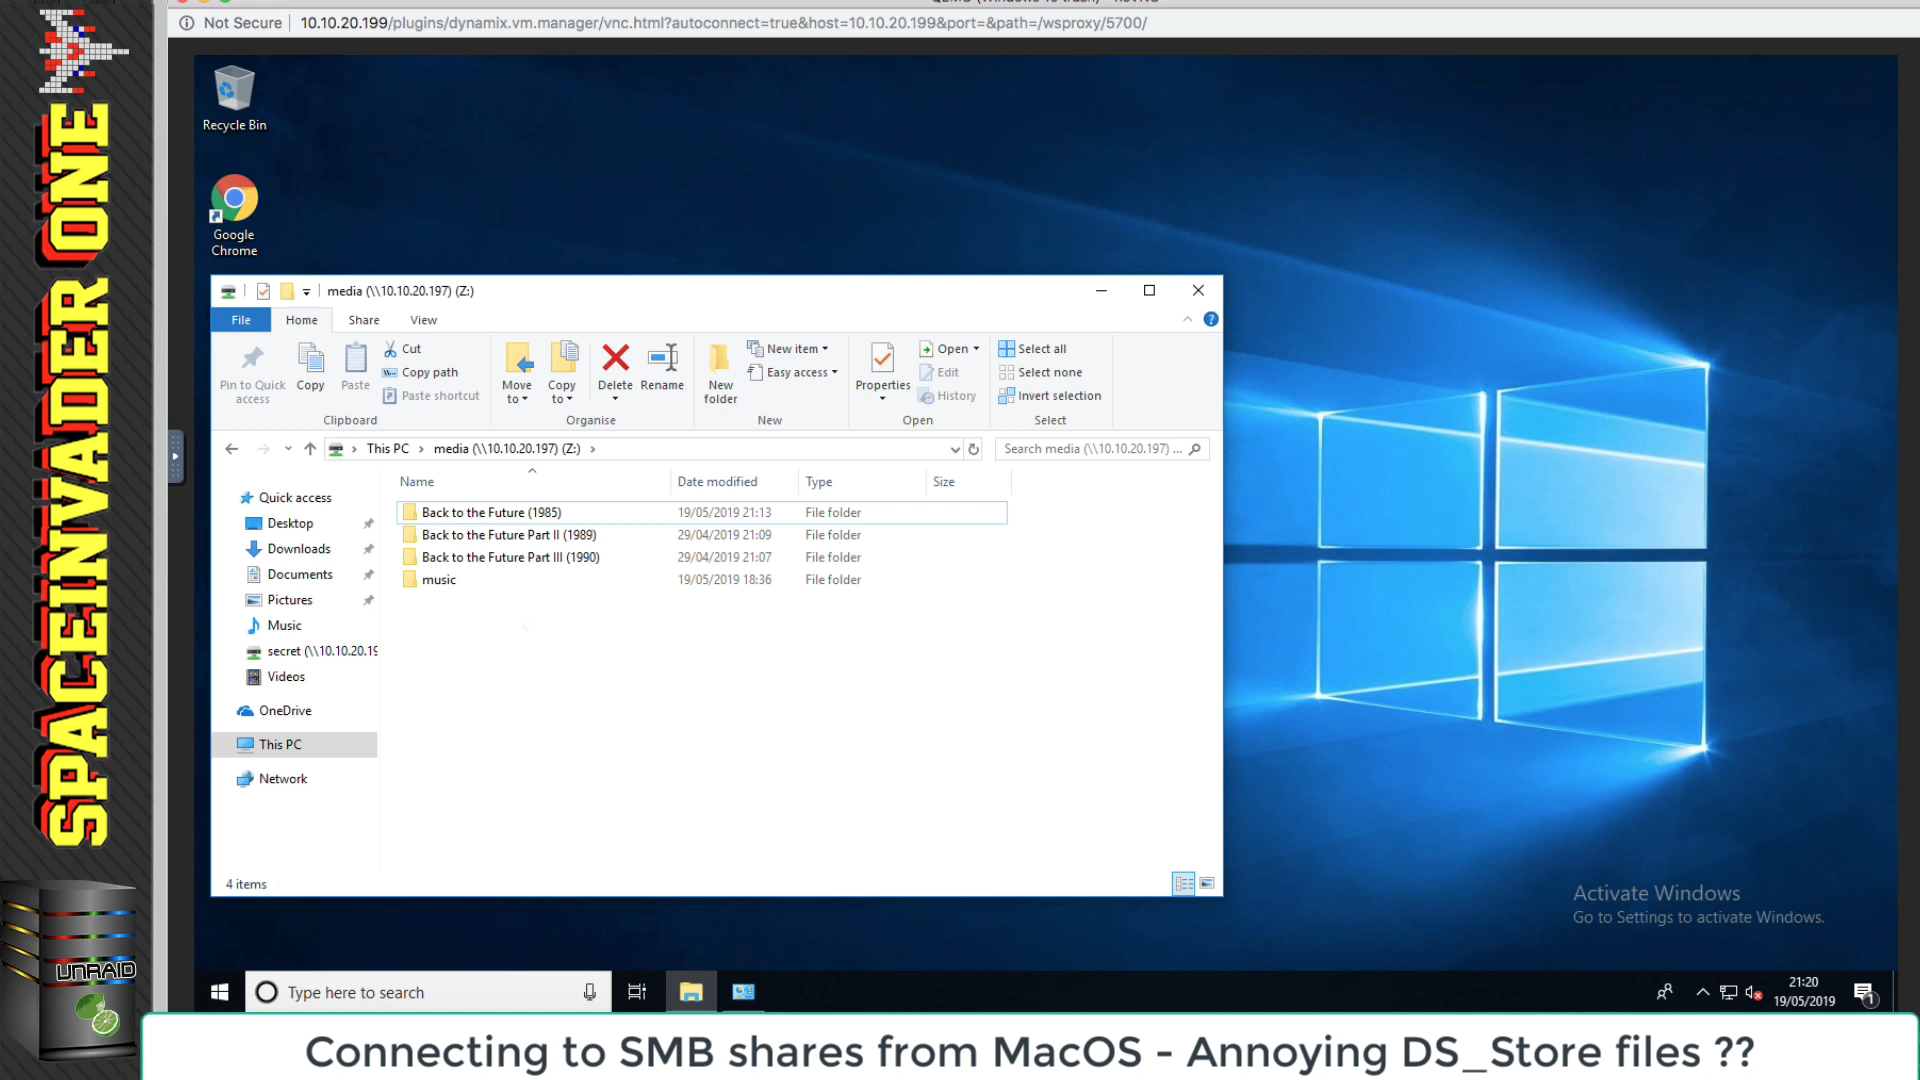 Not Secure | 10.10.20.199/plugins/dynamix.vm.manager/vnc.html?autoconnect=true&host=10.10.20.199&port=&path=/wsproxy/5700/
SPACEINVADER ONE
Recycle Bin
Google
Chrome
media (\\10.10.20.197) (Z:)
File Home Share View
Pin to Quick
access
Copy
Paste
Cut
Copy path
Paste shortcut
Clipboard
Move
to
Copy
to
Delete
Rename
Organise
New
folder
New item
Easy access
New
Properties
Open
Edit
History
Open
Select all
Select none
Invert selection
Select
This PC > media (\\10.10.20.197) (Z:) >
Search media (\\10.10.20.197) ...
Name Date modified Type Size
Back to the Future (1985) 19/05/2019 21:13 File folder
Back to the Future Part II (1989) 29/04/2019 21:09 File folder
Back to the Future Part III (1990) 29/04/2019 21:07 File folder
music 19/05/2019 18:36 File folder
Quick access
Desktop
Downloads
Documents
Pictures
Music
secret (\\10.10.20.19
Videos
OneDrive
This PC
Network
4 items
Activate Windows
Go to Settings to activate Windows.
UNRAID
Type here to search
21:20
19/05/2019
1
Connecting to SMB shares from MacOS - Annoying DS_Store files ??